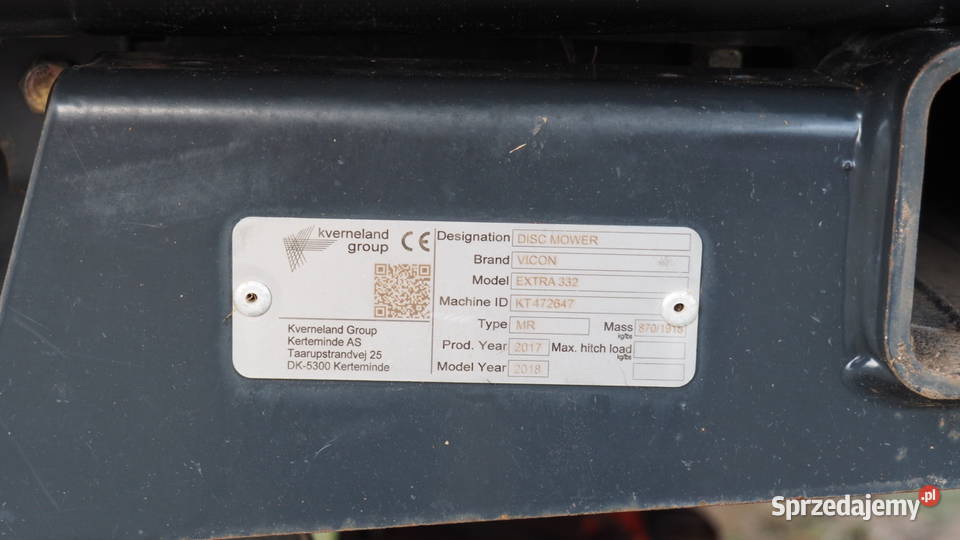 kverneland
group
CE
Kverneland Group
Kerteminde AS
Taarupstrandvej 25
DK-5300 Kerteminde
Designation DISC MOWER
Brand VICON
Model EXTRA 332
Machine ID KT472647
Type MR Mass kg/lbs 870/1918
Prod. Year 2017 Max. hitch load kg/lbs
Model Year 2018
Sprzedajemy.pl